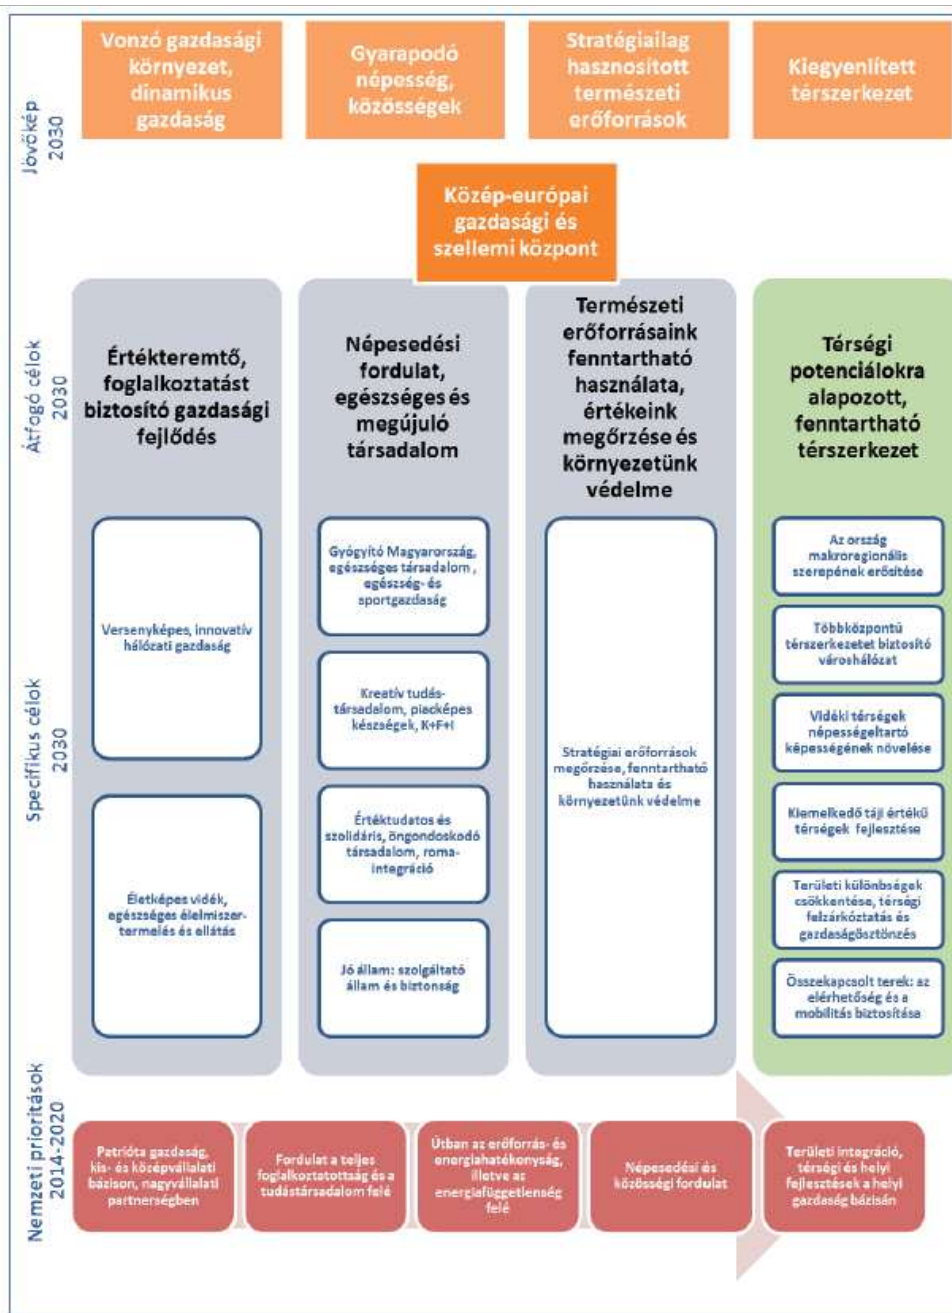 Jövőkép
2030
Vonzó gazdasági
környezet,
dinamikus
gazdaság
Gyarapodó
népesség,
közösségek
Stratégiailag
hasznosított
természeti
erőforrások
Kiegyenlített
térszerkezet
Közép-európai
gazdasági és
szellemi központ
Átfogó célok
2030
Értékteremtő,
foglalkoztatást
biztosító gazdasági
fejlődés
Népesedési
fordulat,
egészséges és
megújuló
társadalom
Természeti
erőforrásaink
fenntartható
használata,
értékeink
megőrzése és
környezetünk
védelme
Térségi
potenciálokra
alapozott,
fenntartható
térszerkezet
Specifikus célok
2030
Versenyképes, innovatív
hálózati gazdaság
Életképes vidék,
egészséges élelmiszer-
termelés és ellátás
Gyógyító Magyarország,
egészséges társadalom,
egészség- és
sportgazdaság
Kreatív tudás-
társadalom, piacképes
készségek, K+F+I
Értéktudatos és
szolidáris, öngondoskodó
társadalom, roma-
integráció
Jó állam: szolgáltató
állam és biztonság
Stratégiai erőforrások
megőrzése, fenntartható
használata és
környezetünk védelme
Az ország
makroregionális
szerepének erősítése
Többközpontú
térszerkezetet biztosító
városhálózat
Vidéki térségek
népességeltartó
képességének növelése
Kiemelkedő táji értékű
térségek fejlesztése
Területi különbségek
csökkentése, térségi
felzárkóztatás és
gazdaságösztönzés
Összekapcsolt terek: az
elérhetőség és a
mobilitás biztosítása
Nemzeti prioritások
2014-2020
Patrióta gazdaság,
kis- és középvállalati
bázison, nagyvállalati
partnerségben
Fordulat a teljes
foglalkoztatottság és a
tudástársadalom felé
Útban az erőforrás- és
energiahatékonyság,
illetve az
energiafüggetlenség
felé
Népesedési és
közösségi fordulat
Területi integráció,
térségi és helyi
fejlesztések a helyi
gazdaság bázisán